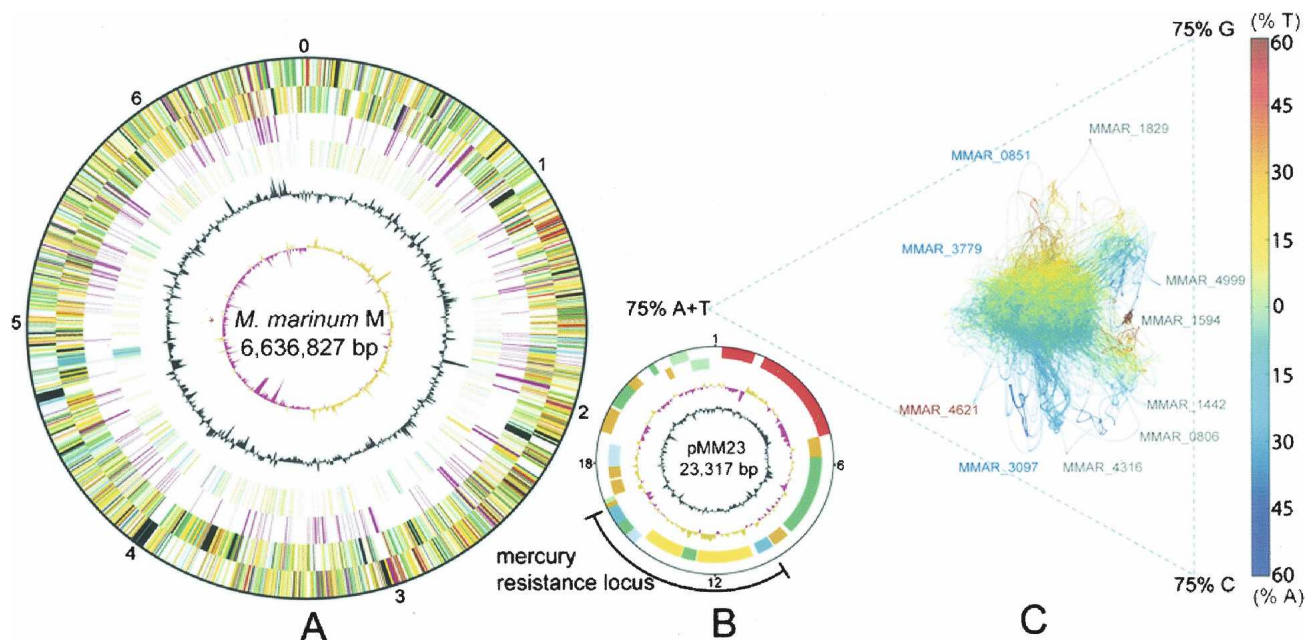 0
1
2
3
4
5
6
M. marinum M
6,636,827 bp
A
1
6
12
18
pMM23
23,317 bp
mercury
resistance locus
B
75% G
75% A+T
75% C
MMAR_1829
MMAR_0851
MMAR_3779
MMAR_4999
MMAR_1594
MMAR_4621
MMAR_1442
MMAR_0806
MMAR_3097
MMAR_4316
C
(% T)
60
45
30
15
0
15
30
45
60
(% A)